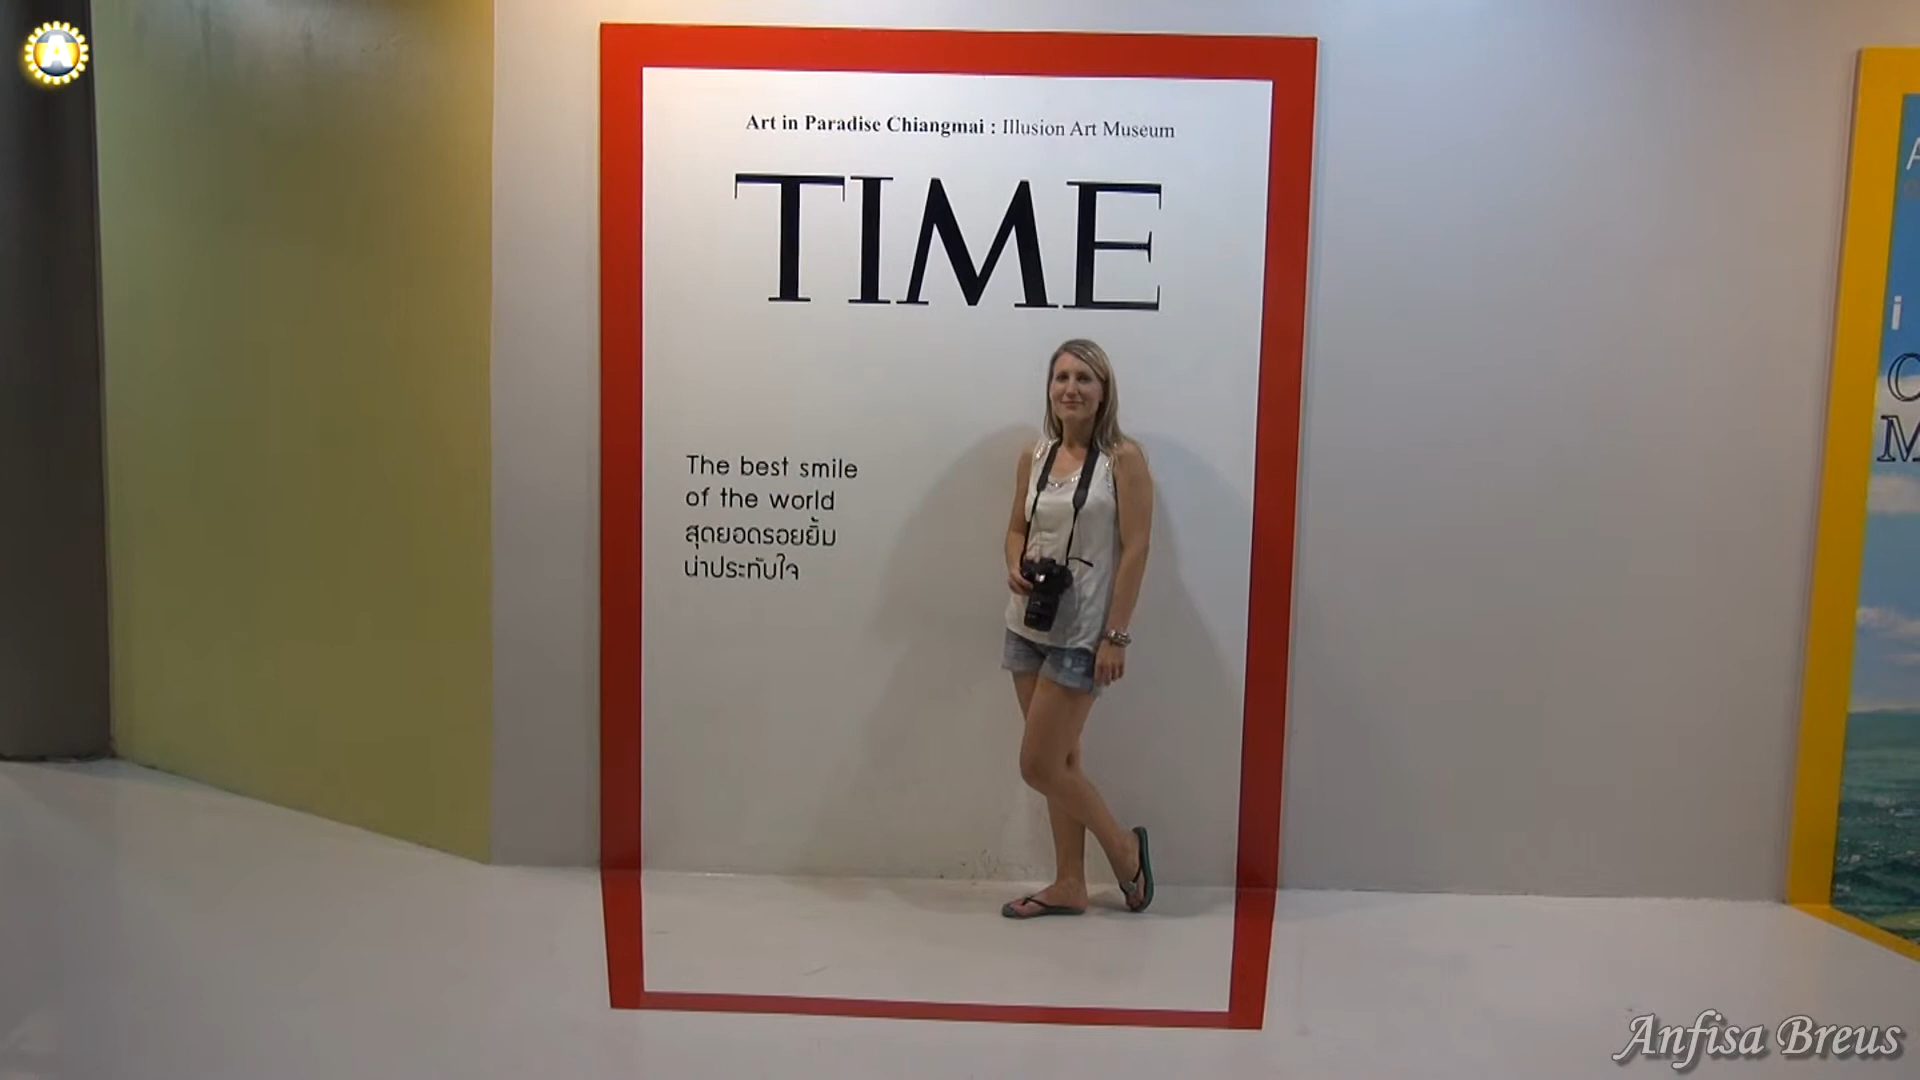 A
Art in Paradise Chiangmai : Illusion Art Museum
TIME
The best smile
of the world
สุดยอดรอยยิ้ม
น่าประทับใจ
A
i
C
M
Anfisa Breus